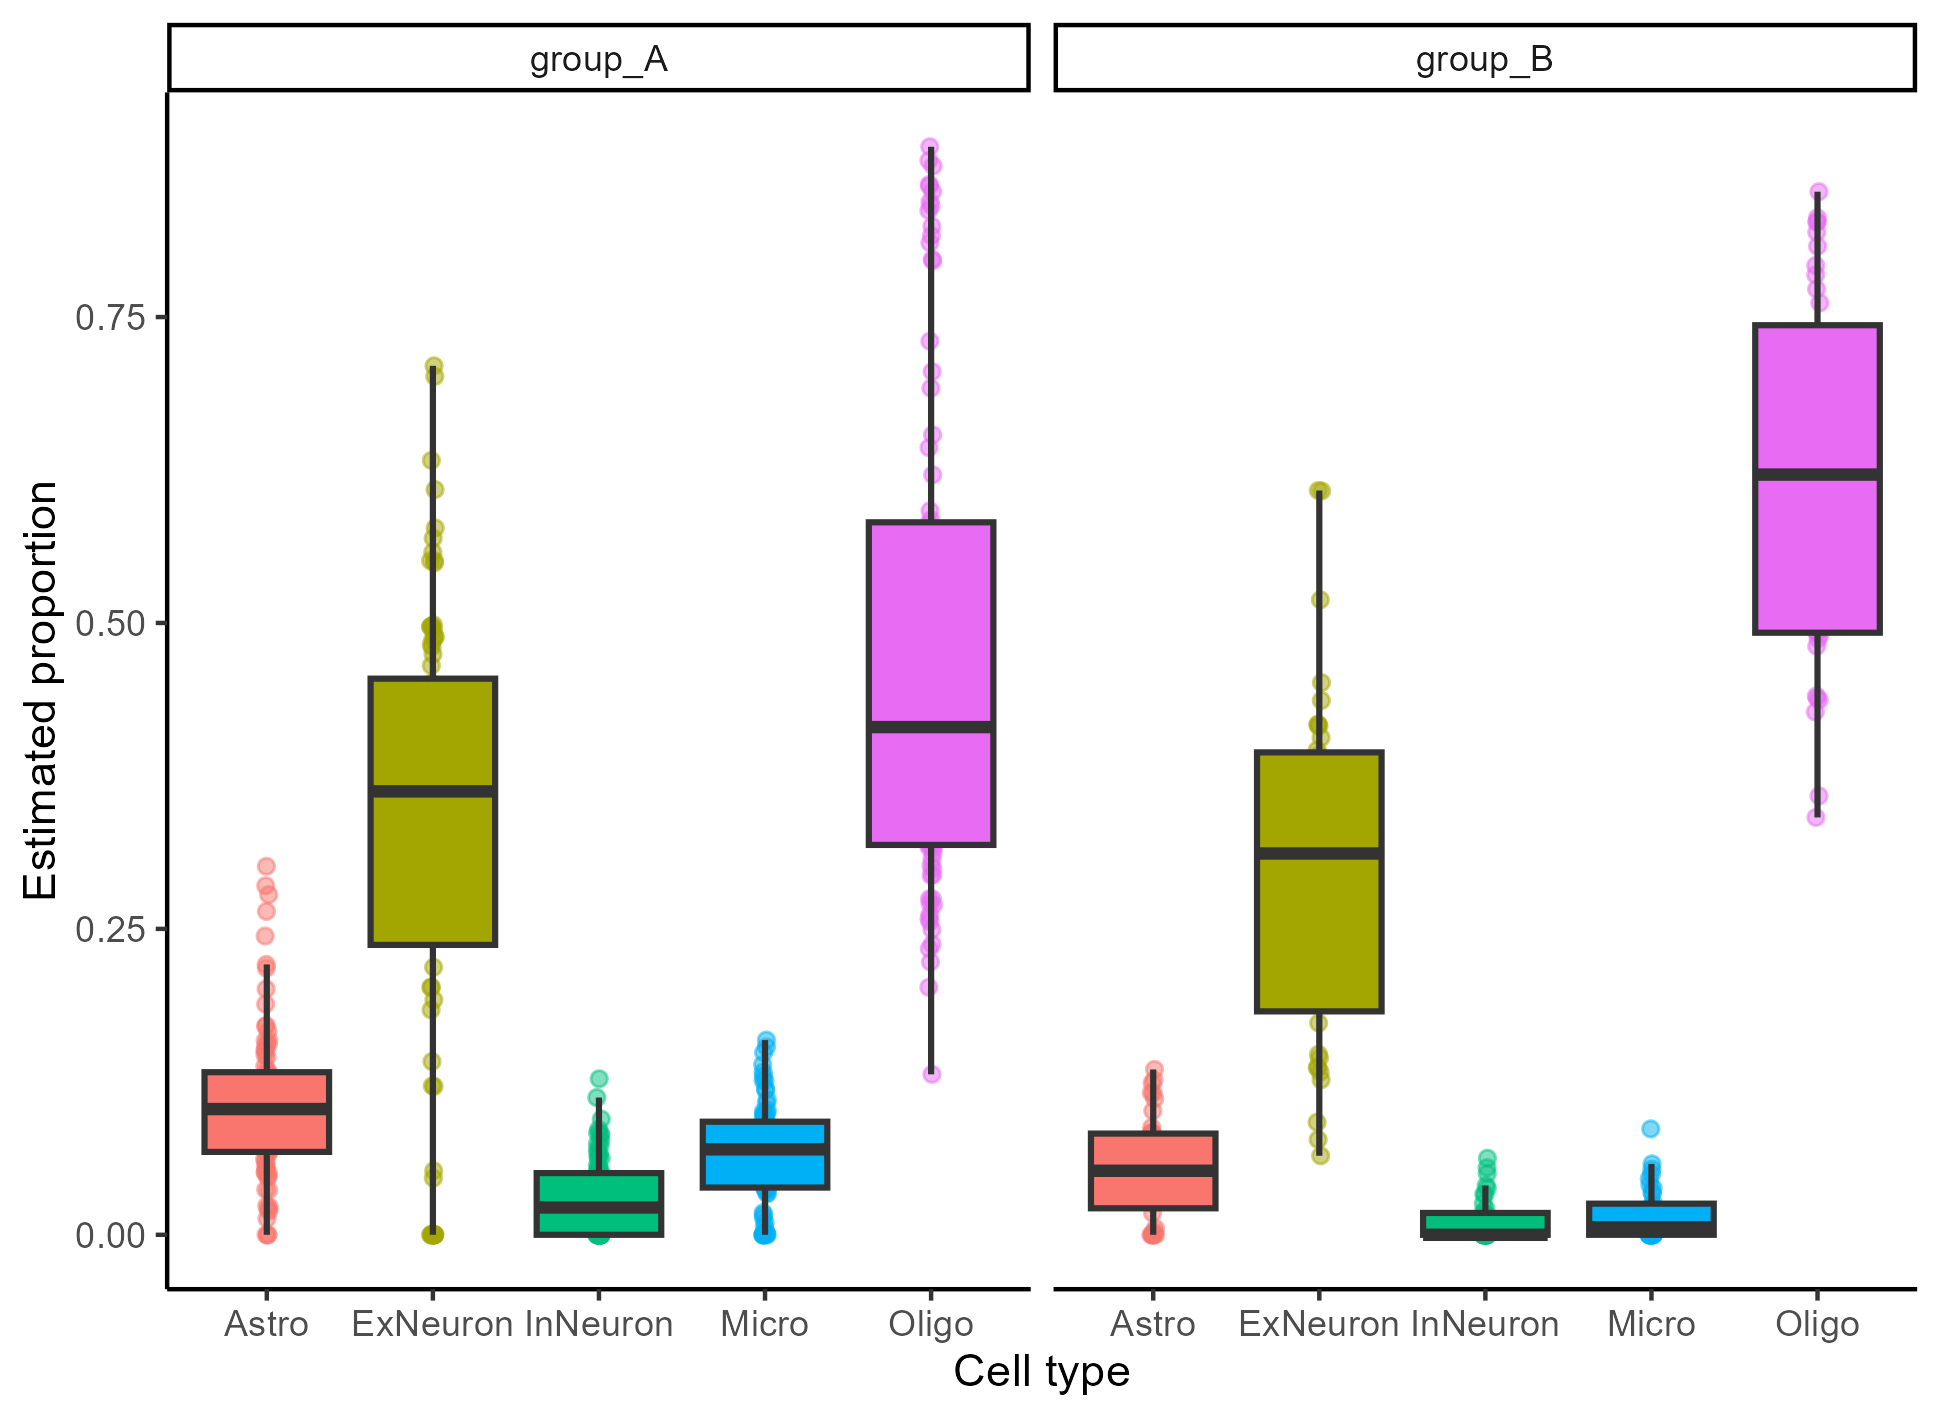 group_A
group_B
Estimated proportion
0.75
0.50
0.25
0.00
Astro ExNeuron InNeuron Micro Oligo
Astro ExNeuron InNeuron Micro Oligo
Cell type